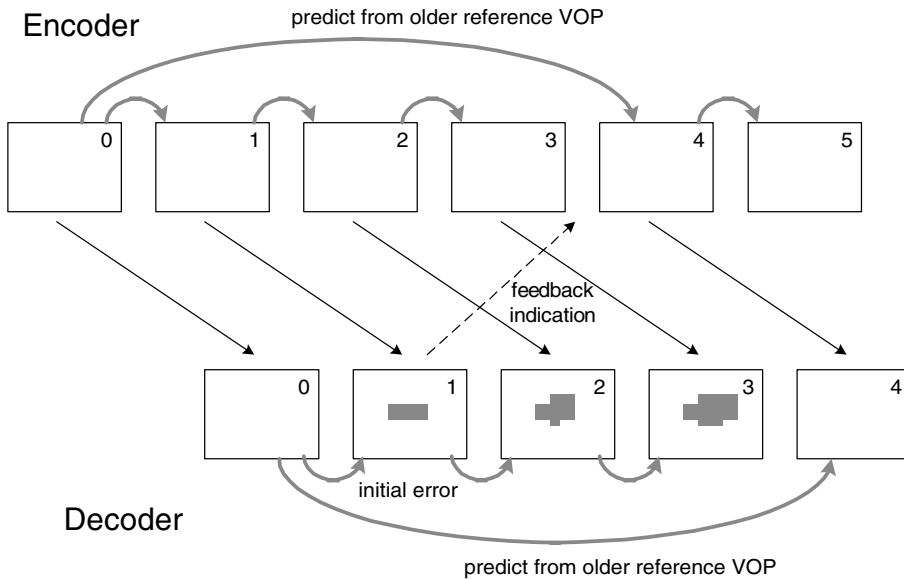 predict from older reference VOP
Encoder
0 1 2 3 4 5
feedback
indication
0 1 2 3 4
initial error
Decoder
predict from older reference VOP